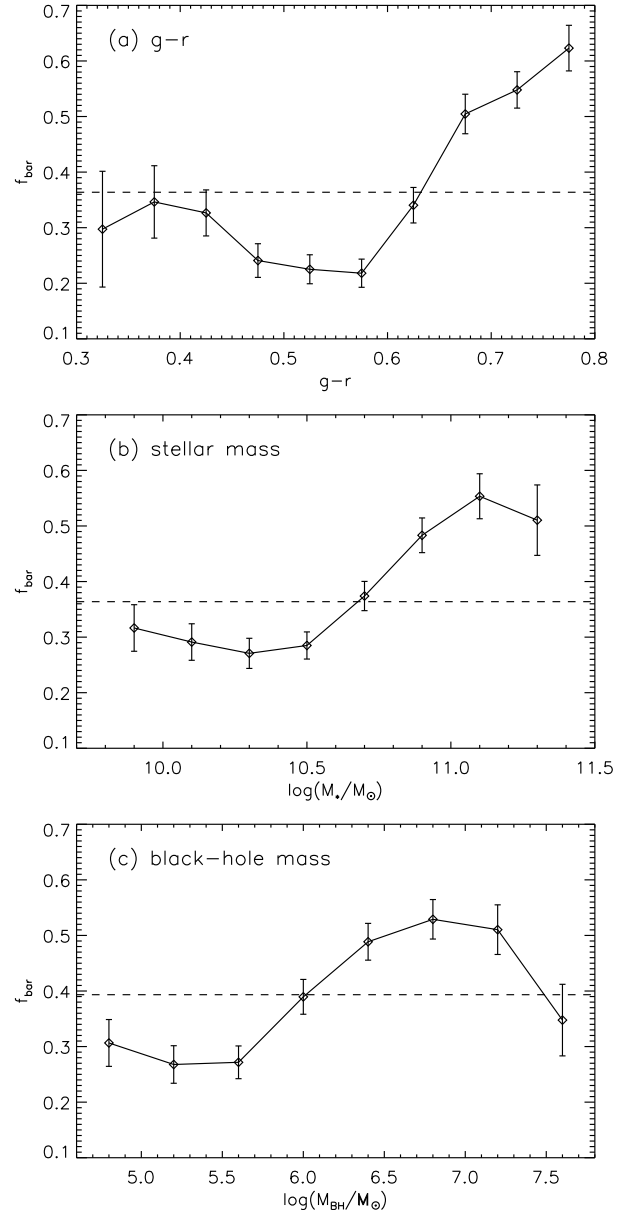 (a) g−r
0.7
0.6
0.5
0.4
0.3
0.2
0.1
f_bar
0.3 0.4 0.5 0.6 0.7 0.8
g−r
(b) stellar mass
0.7
0.6
0.5
0.4
0.3
0.2
0.1
f_bar
10.0 10.5 11.0 11.5
log(M_*/M_⊙)
(c) black−hole mass
0.7
0.6
0.5
0.4
0.3
0.2
0.1
f_bar
5.0 5.5 6.0 6.5 7.0 7.5
log(M_BH/M_⊙)